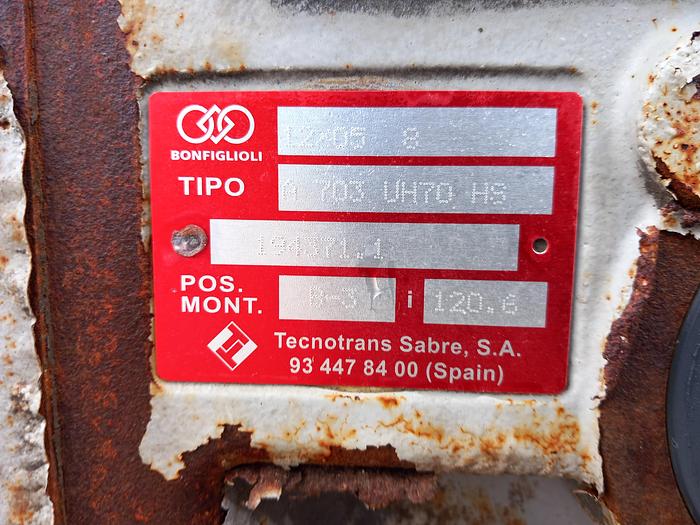 12/05 8
BONFIGLIOLI
TIPO A 703 UH70 HS
194371.1
POS. MONT. B-3 i 120.6
Tecnotrans Sabre, S.A.
93 447 84 00 (Spain)